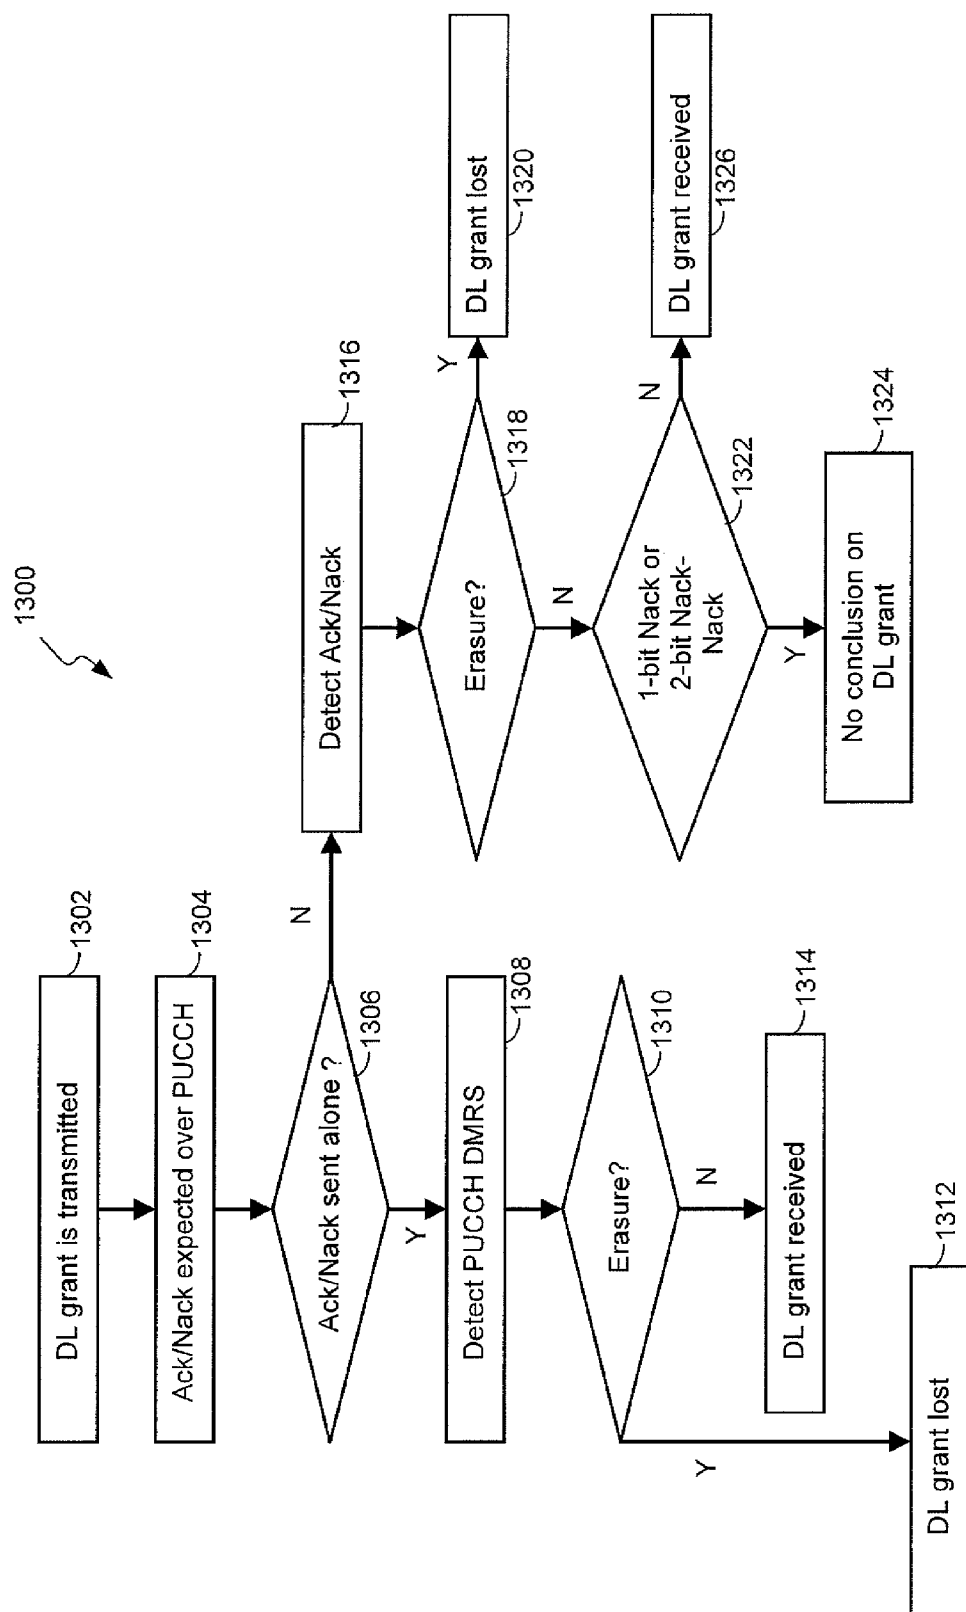 1300
DL grant is transmitted
1302
Ack/Nack expected over PUCCH
1304
Ack/Nack sent alone ?
1306
N
Y
Detect PUCCH DMRS
1308
Erasure?
1310
N
Y
DL grant received
1314
DL grant lost
1312
Detect Ack/Nack
1316
Erasure?
1318
Y
N
DL grant lost
1320
1-bit Nack or
2-bit Nack-
Nack
1322
N
Y
DL grant received
1326
No conclusion on
DL grant
1324